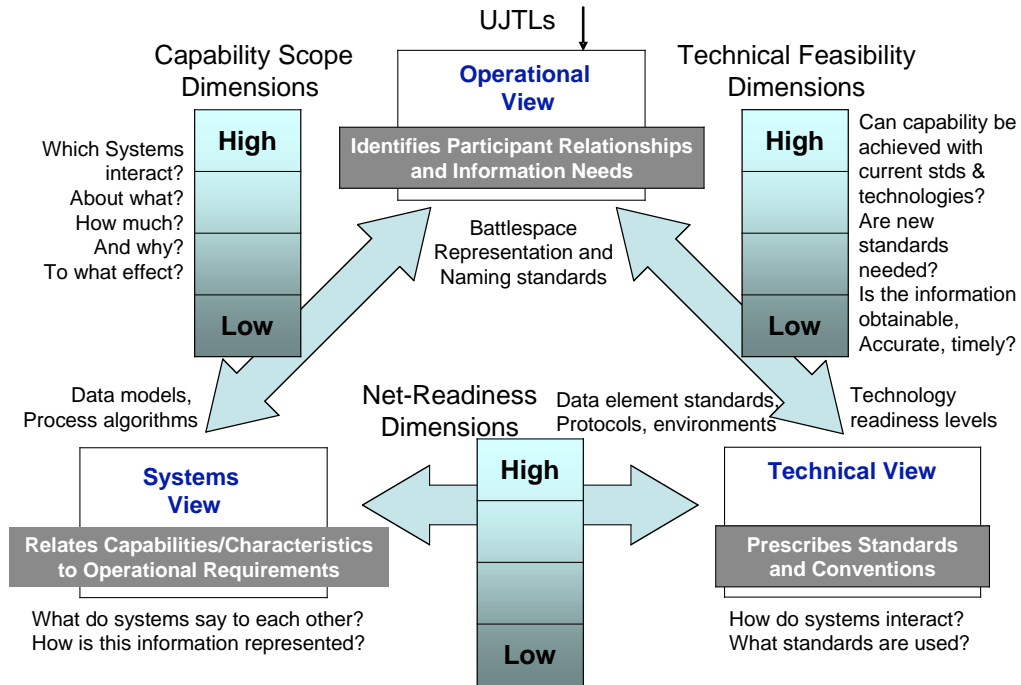 UJTLs
Capability Scope
Dimensions
High
Low
Which Systems
interact?
About what?
How much?
And why?
To what effect?
Operational
View
Identifies Participant Relationships
and Information Needs
Battlespace
Representation and
Naming standards
Technical Feasibility
Dimensions
High
Low
Can capability be
achieved with
current stds &
technologies?
Are new
standards
needed?
Is the information
obtainable,
Accurate, timely?
Data models,
Process algorithms
Net-Readiness
Dimensions
High
Low
Data element standards,
Protocols, environments
Technology
readiness levels
Systems
View
Relates Capabilities/Characteristics
to Operational Requirements
What do systems say to each other?
How is this information represented?
Technical View
Prescribes Standards
and Conventions
How do systems interact?
What standards are used?